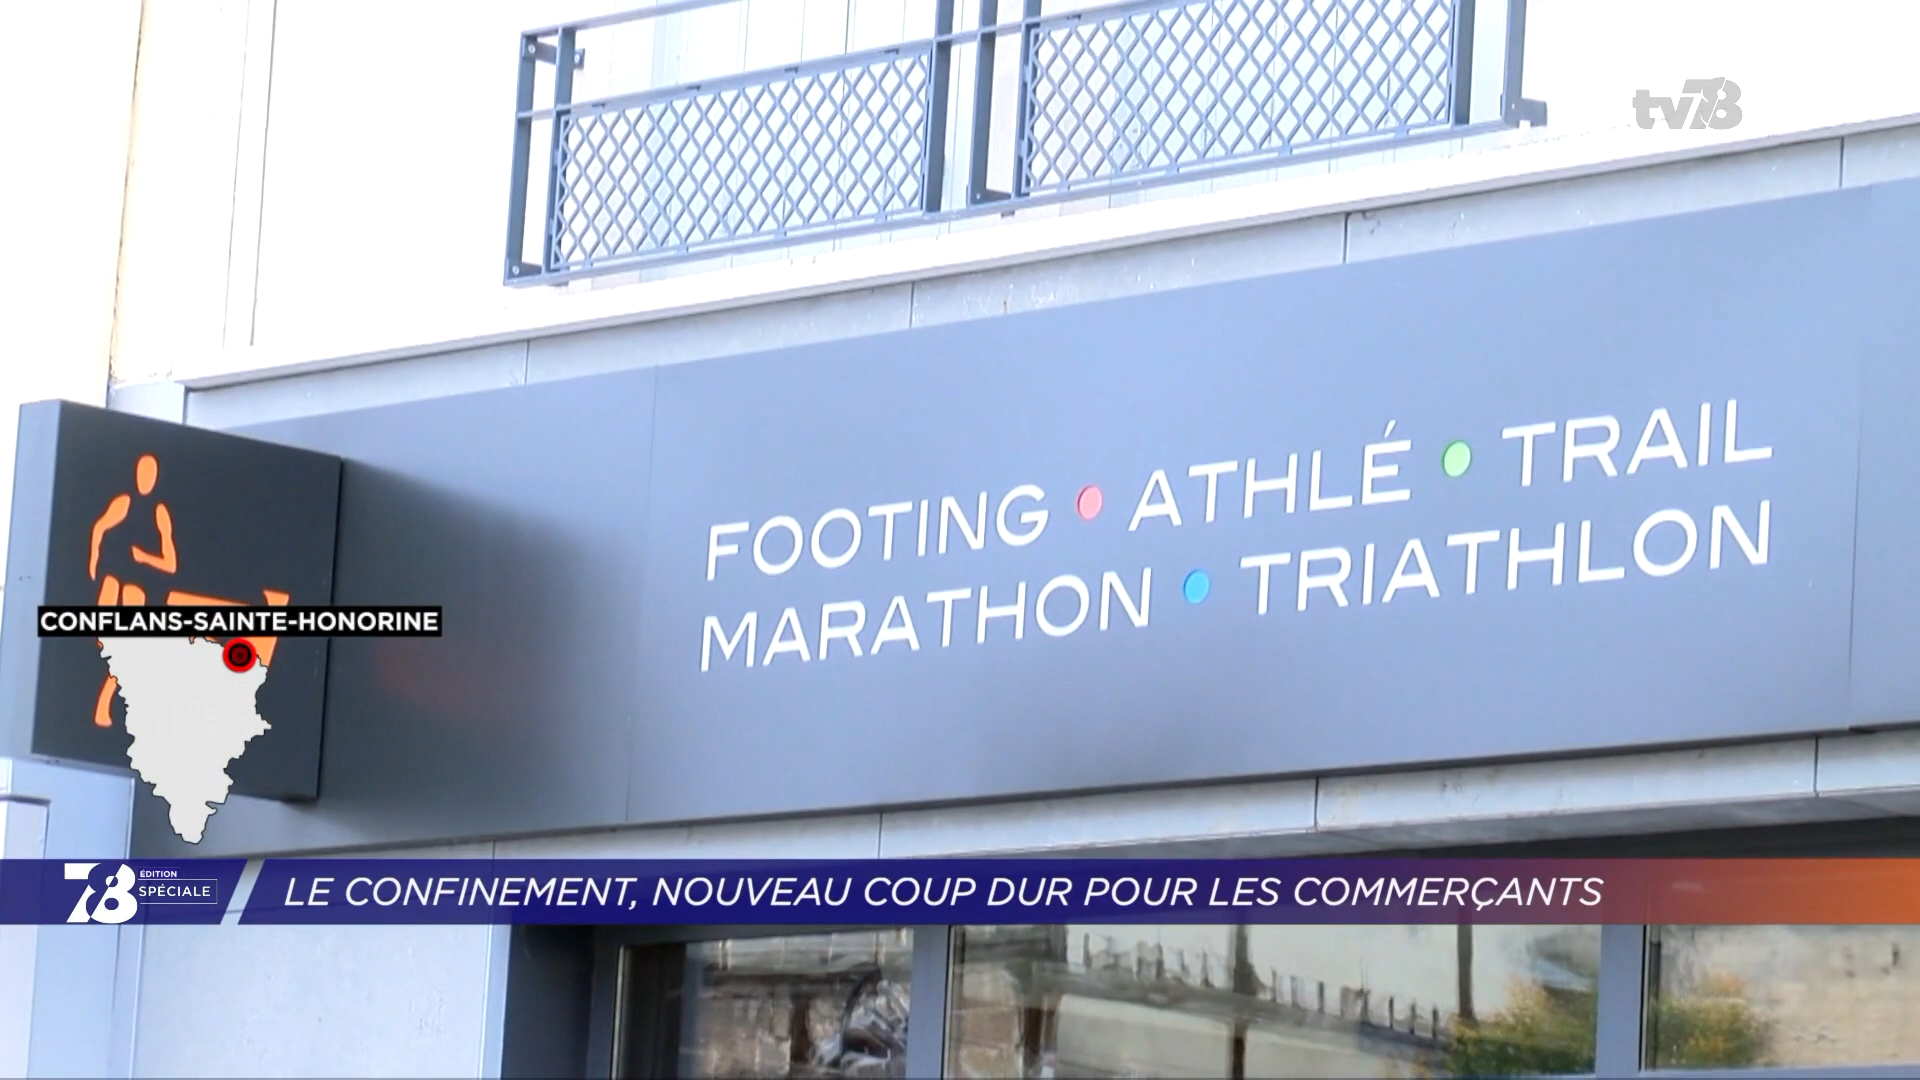 tv78
FOOTING • ATHLÉ • TRAIL
MARATHON • TRIATHLON
CONFLANS-SAINTE-HONORINE
78 ÉDITION SPÉCIALE
LE CONFINEMENT, NOUVEAU COUP DUR POUR LES COMMERÇANTS